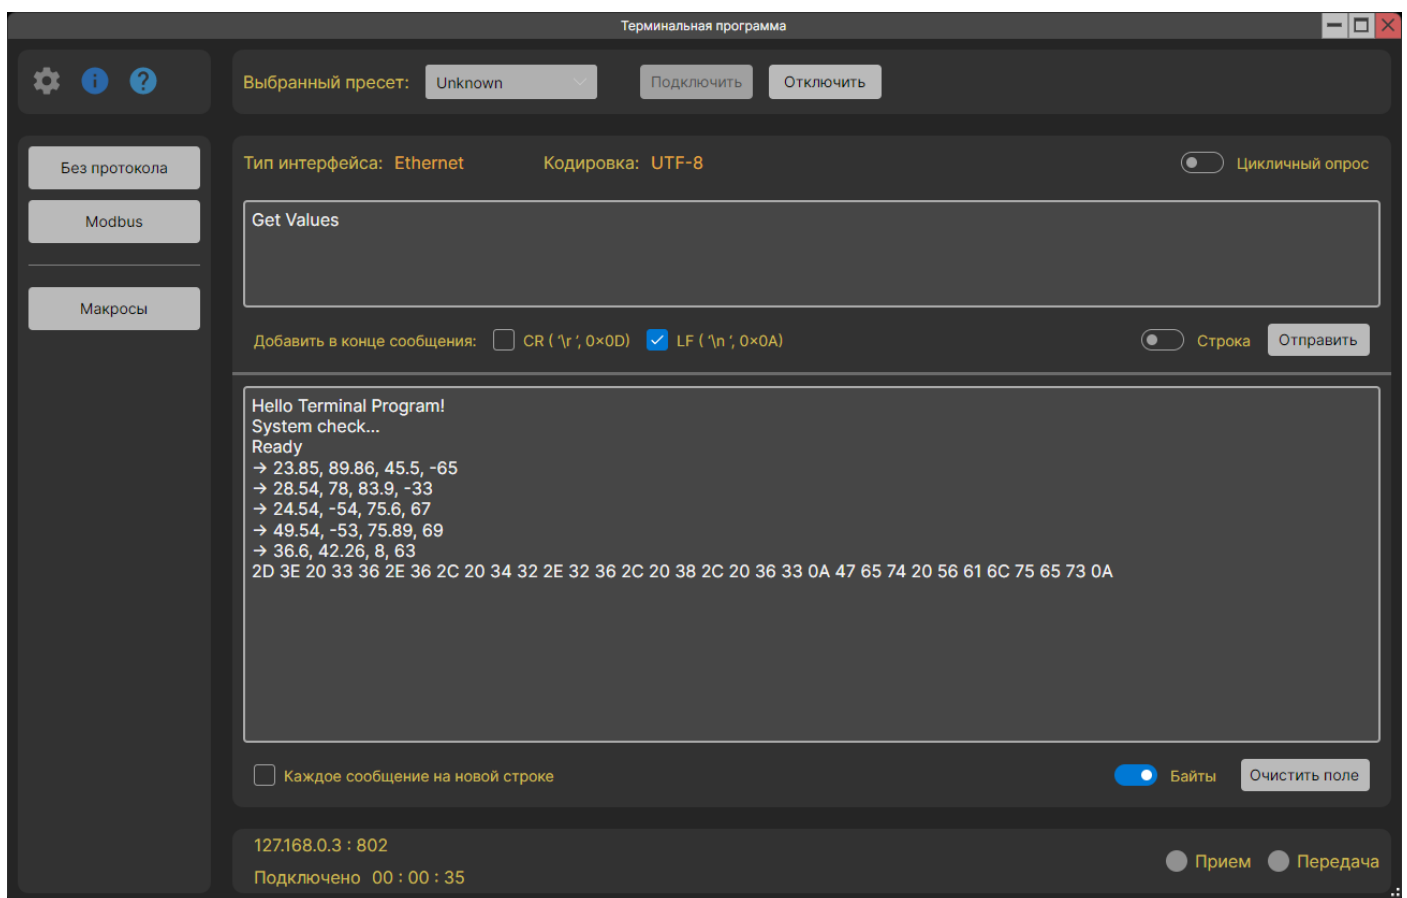 Терминальная программа
Выбранный пресет: Unknown Подключить Отключить
Без протокола
Modbus
Макросы
Тип интерфейса: Ethernet Кодировка: UTF-8 Цикличный опрос
Get Values
Добавить в конце сообщения: CR ( '\r ', 0×0D) LF ( '\n ', 0×0A) Строка Отправить
Hello Terminal Program!
System check...
Ready
→ 23.85, 89.86, 45.5, -65
→ 28.54, 78, 83.9, -33
→ 24.54, -54, 75.6, 67
→ 49.54, -53, 75.89, 69
→ 36.6, 42.26, 8, 63
2D 3E 20 33 36 2E 36 2C 20 34 32 2E 32 36 2C 20 38 2C 20 36 33 0A 47 65 74 20 56 61 6C 75 65 73 0A
Каждое сообщение на новой строке Байты Очистить поле
127.168.0.3 : 802
Подключено 00 : 00 : 35
Прием Передача